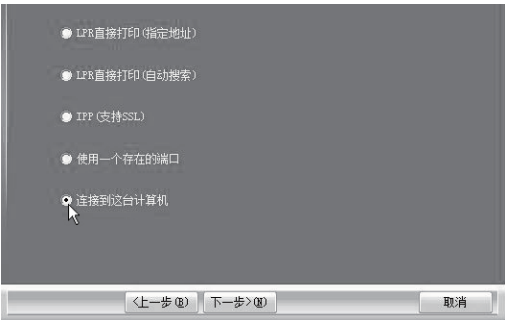 LPR直接打印(指定地址)
LPR直接打印(自动搜索)
IPP(支持SSL)
使用一个存在的端口
连接到这台计算机
<上一步(B) 下一步>(N) 取消